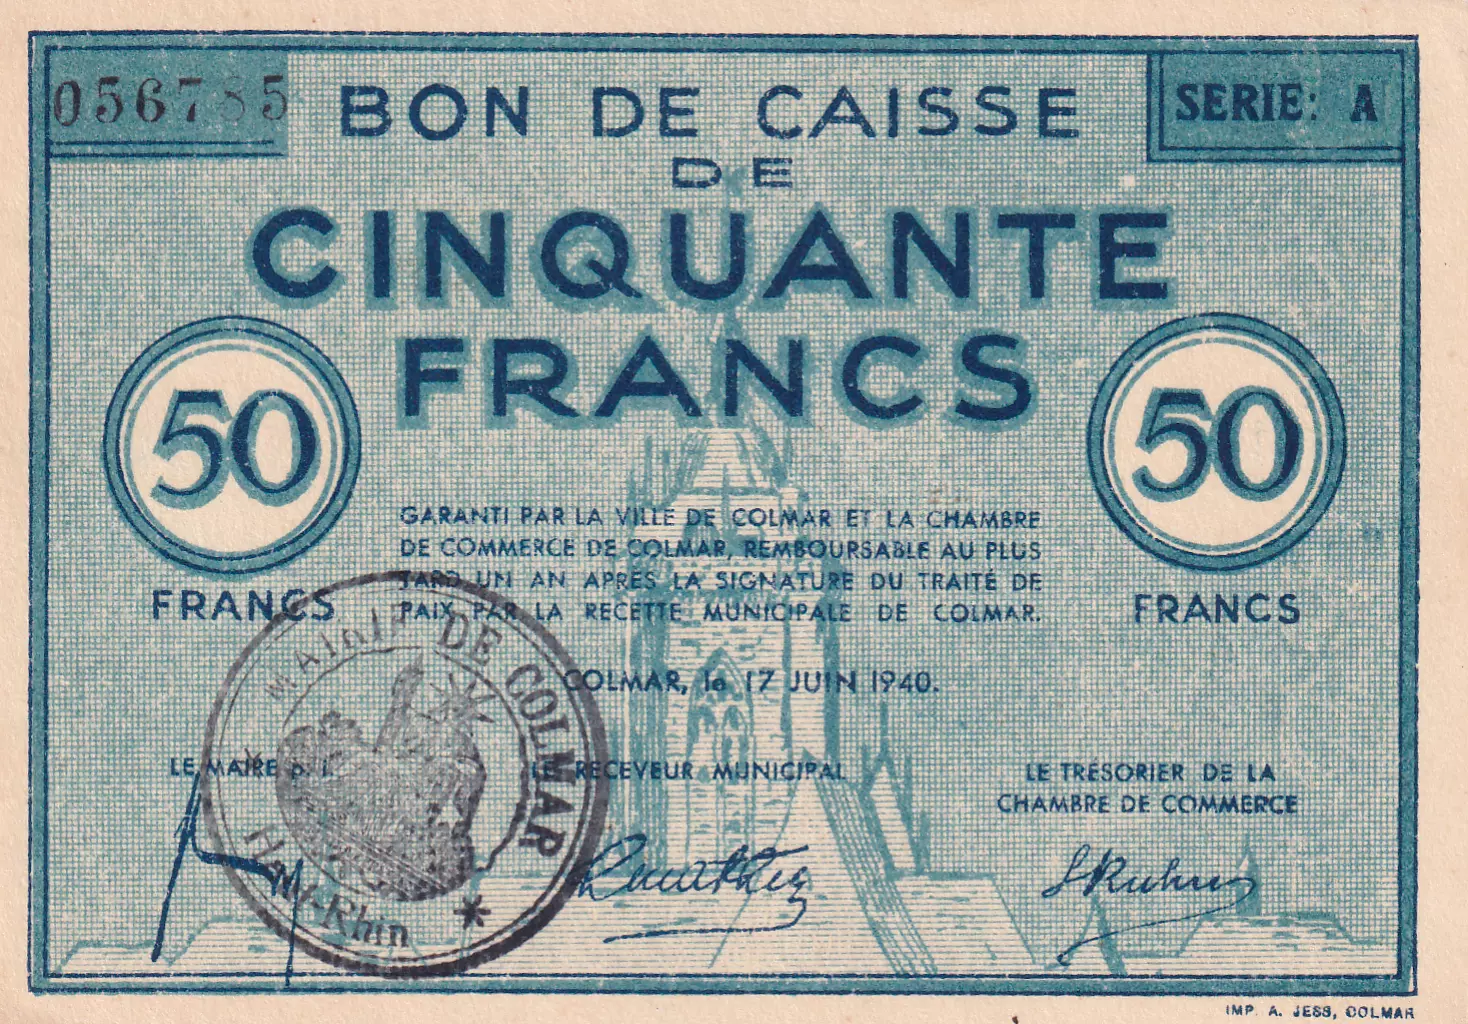 056785
BON DE CAISSE
SERIE: A
DE
CINQUANTE
FRANCS
50
FRANCS
50
FRANCS
GARANTI PAR LA VILLE DE COLMAR ET LA CHAMBRE
DE COMMERCE DE COLMAR, REMBOURSABLE AU PLUS
TARD UN AN APRÈS LA SIGNATURE DU TRAITÉ DE
PAIX PAR LA RECETTE MUNICIPALE DE COLMAR.
COLMAR, le 17 JUIN 1940.
MAIRIE DE COLMAR
Haut-Rhin
LE MAIRE
LE RECEVEUR MUNICIPAL
LE TRÉSORIER DE LA
CHAMBRE DE COMMERCE
IMP. A. JESS, COLMAR